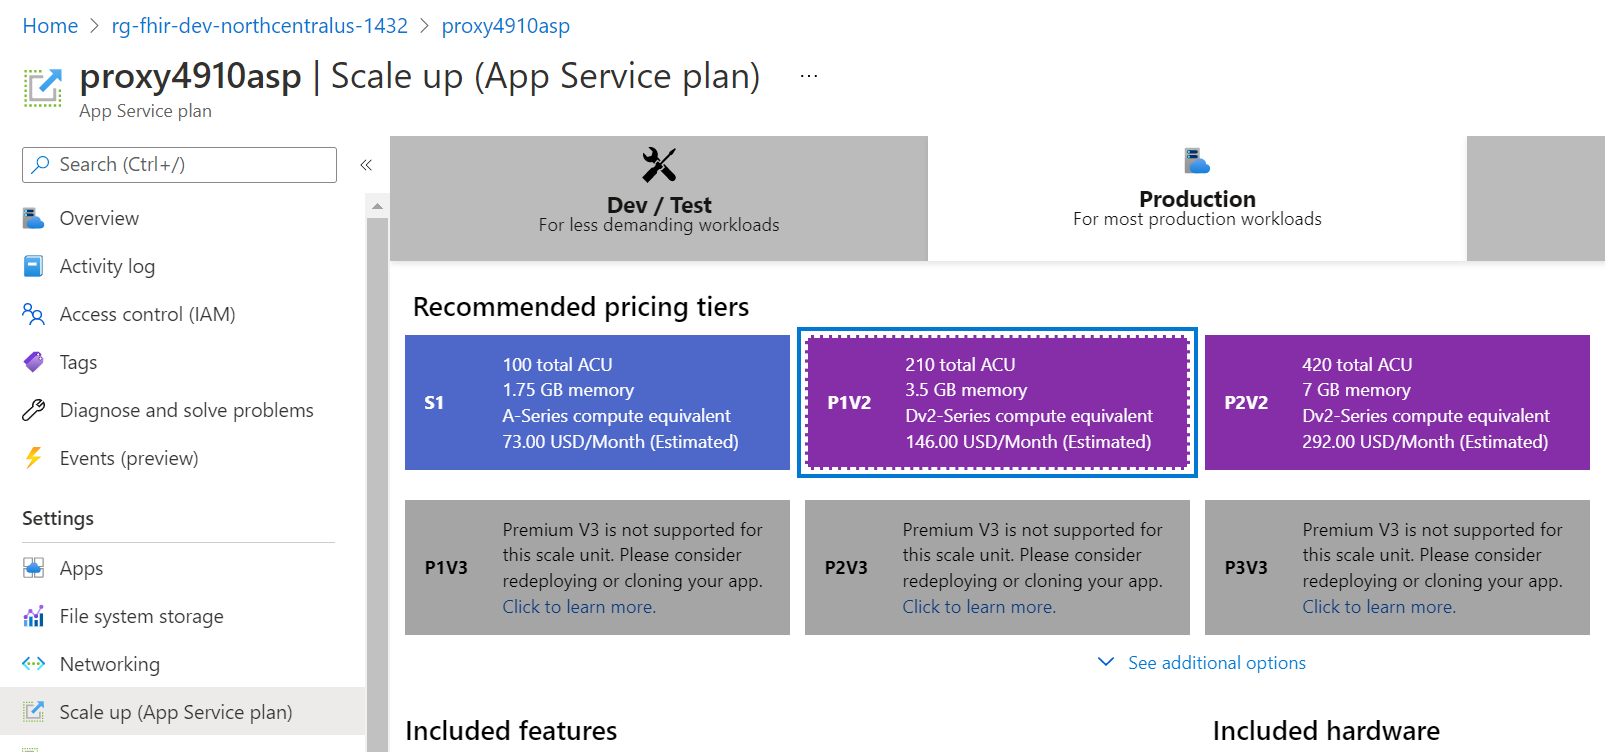 Home > rg-fhir-dev-northcentralus-1432 > proxy4910asp
proxy4910asp | Scale up (App Service plan) ...
App Service plan
Search (Ctrl+/) «
Overview
Activity log
Access control (IAM)
Tags
Diagnose and solve problems
Events (preview)
Settings
Apps
File system storage
Networking
Scale up (App Service plan)
Dev / Test
For less demanding workloads
Production
For most production workloads
Recommended pricing tiers
S1
100 total ACU
1.75 GB memory
A-Series compute equivalent
73.00 USD/Month (Estimated)
P1V2
210 total ACU
3.5 GB memory
Dv2-Series compute equivalent
146.00 USD/Month (Estimated)
P2V2
420 total ACU
7 GB memory
Dv2-Series compute equivalent
292.00 USD/Month (Estimated)
P1V3
Premium V3 is not supported for
this scale unit. Please consider
redeploying or cloning your app.
Click to learn more.
P2V3
Premium V3 is not supported for
this scale unit. Please consider
redeploying or cloning your app.
Click to learn more.
P3V3
Premium V3 is not supported for
this scale unit. Please consider
redeploying or cloning your app.
Click to learn more.
See additional options
Included features
Included hardware